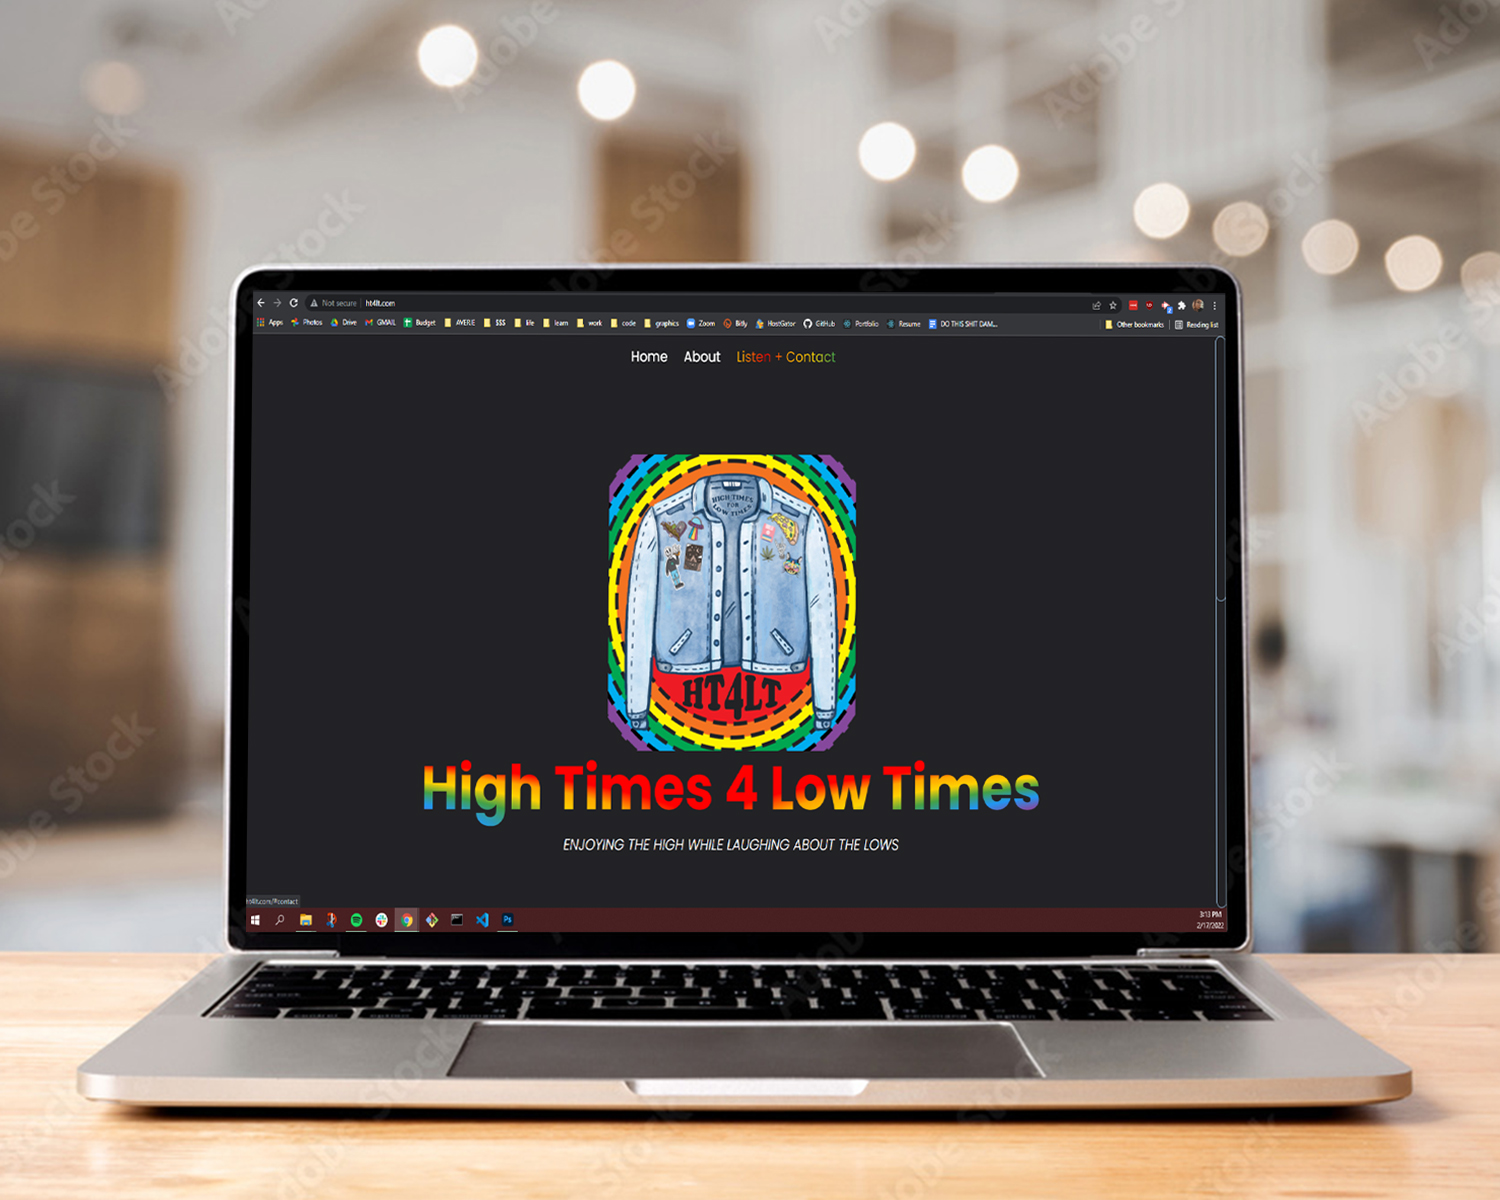 Not secure | ht4lt.com
Apps Photos Drive GMAIL Budget AVERIE $$$ life learn work code graphics Zoom Bitly HostGator GitHub Portfolio Resume DO THIS SHIT DAM... Other bookmarks Reading list
Home About Listen + Contact
HIGH TIMES
FOR
LOW TIMES
HT4LT
High Times 4 Low Times
ENJOYING THE HIGH WHILE LAUGHING ABOUT THE LOWS
ht4lt.com/#contact
Ps
3:13 PM
2/17/2022
Adobe Stock